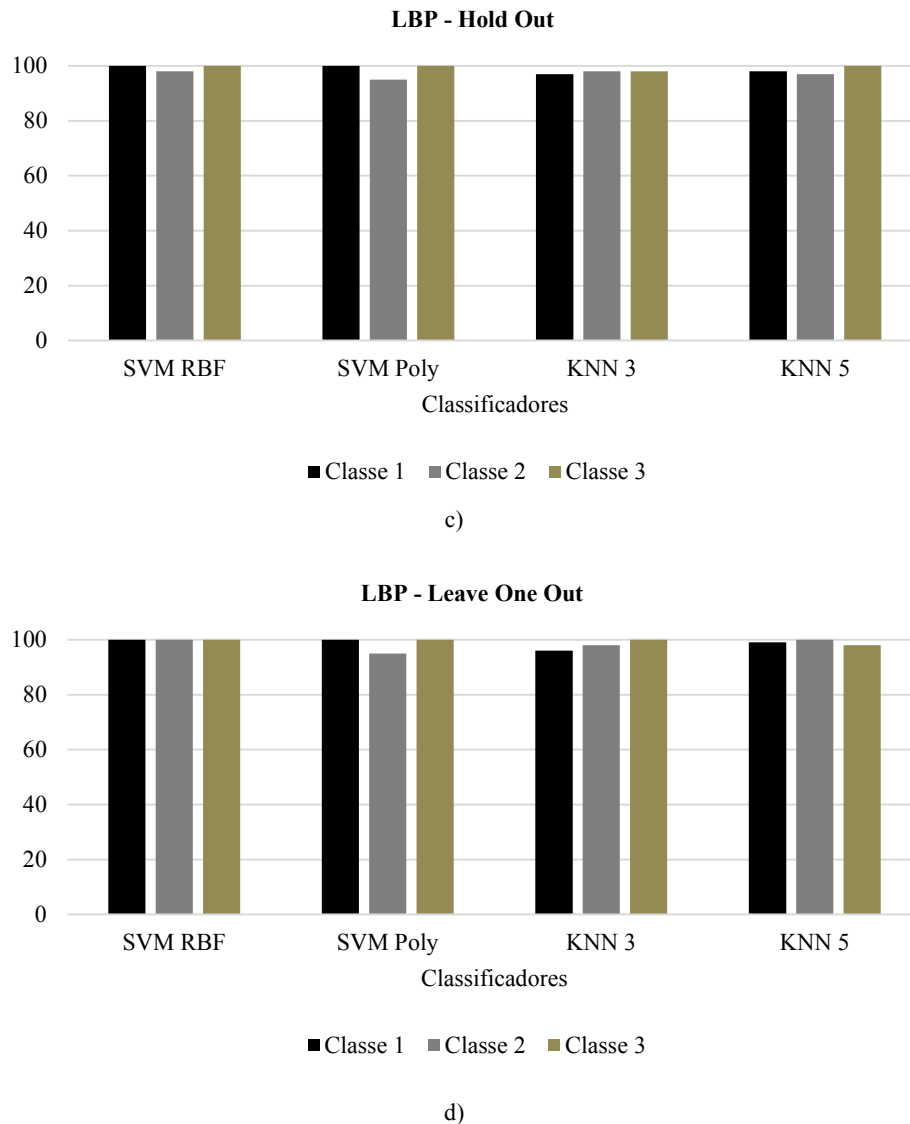 LBP - Hold Out
100
80
60
40
20
0
SVM RBF SVM Poly KNN 3 KNN 5
Classificadores
Classe 1 Classe 2 Classe 3
c)
LBP - Leave One Out
100
80
60
40
20
0
SVM RBF SVM Poly KNN 3 KNN 5
Classificadores
Classe 1 Classe 2 Classe 3
d)